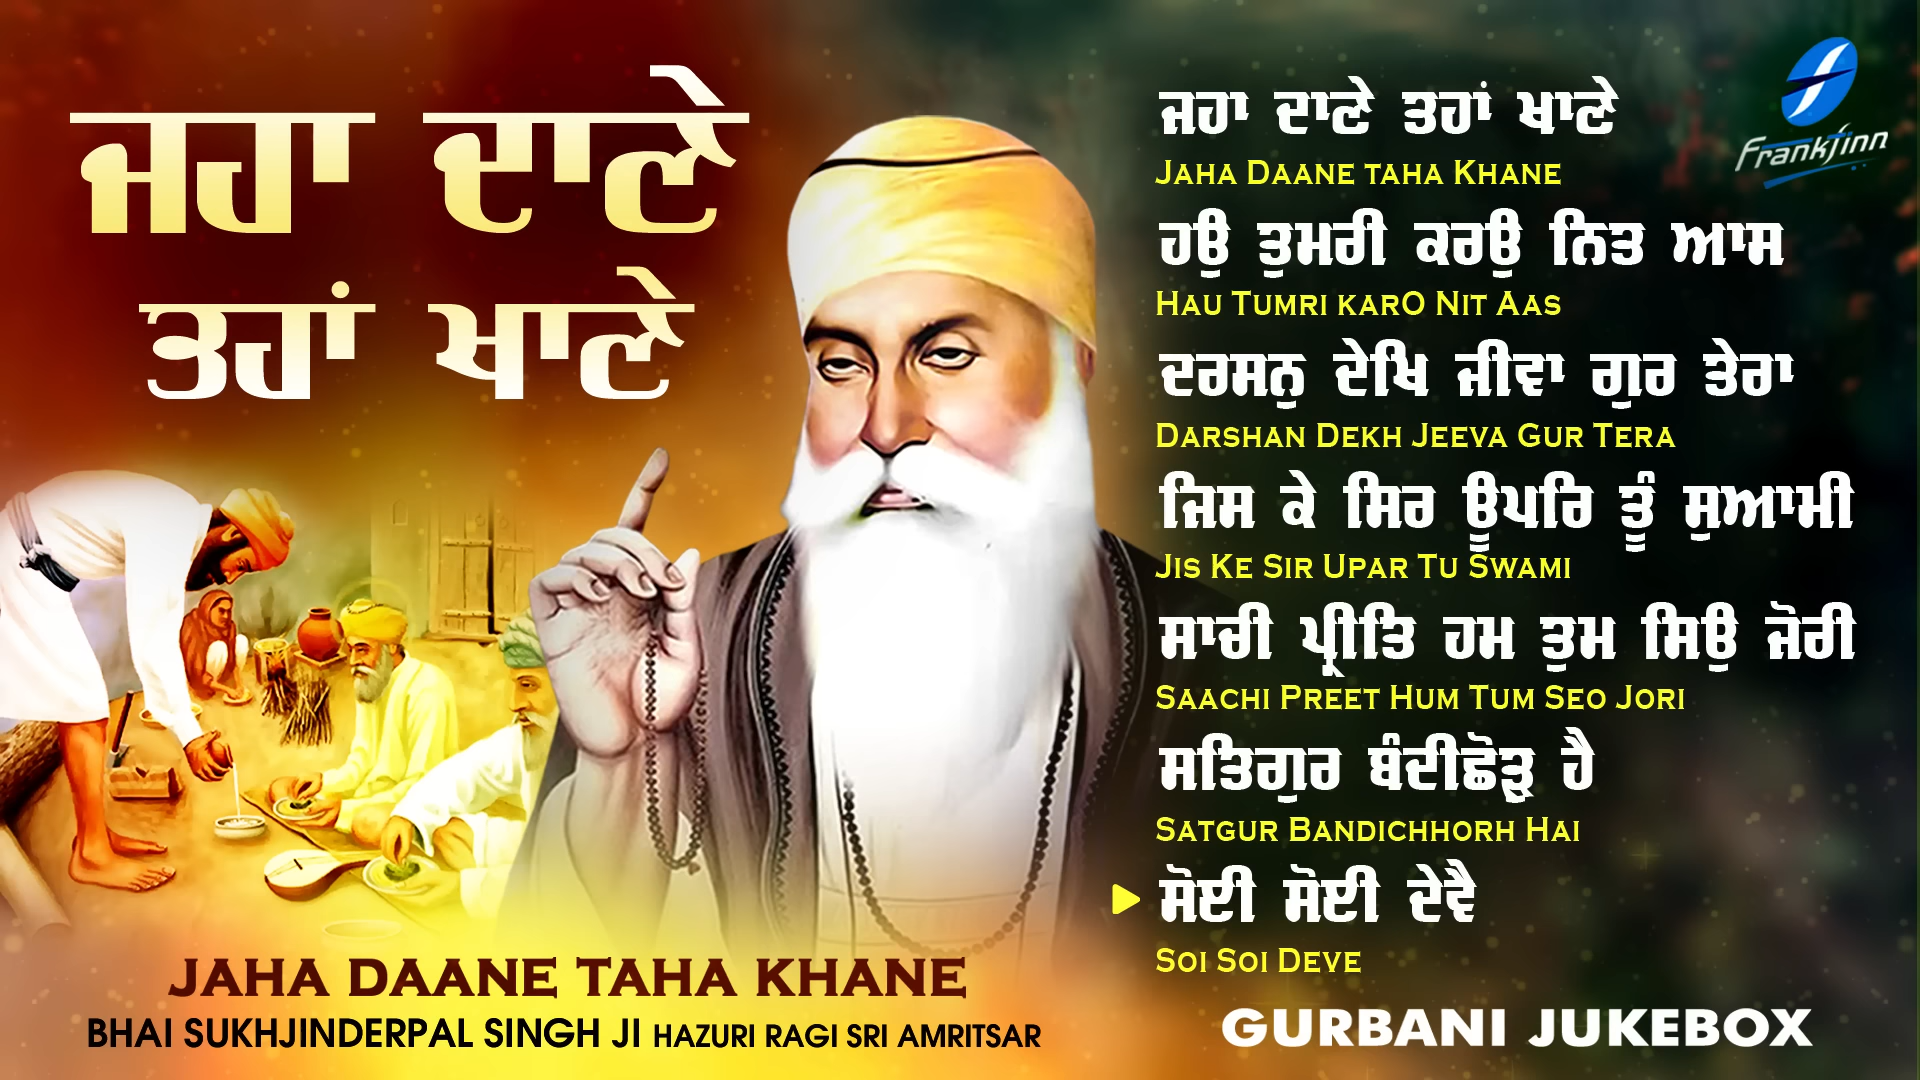 ਜਹਾ ਦਾਣੇ
ਤਹਾਂ ਖਾਣੇ
JAHA DAANE TAHA KHANE
BHAI SUKHJINDERPAL SINGH JI HAZURI RAGI SRI AMRITSAR
ਜਹਾ ਦਾਣੇ ਤਹਾਂ ਖਾਣੇ
JAHA DAANE TAHA KHANE
ਹਉ ਤੁਮਰੀ ਕਰਉ ਨਿਤ ਆਸ
HAU TUMRI KARO NIT AAS
ਦਰਸਨੁ ਦੇਖਿ ਜੀਵਾ ਗੁਰ ਤੇਰਾ
DARSHAN DEKH JEEVA GUR TERA
ਜਿਸ ਕੇ ਸਿਰ ਊਪਰਿ ਤੂੰ ਸੁਆਮੀ
JIS KE SIR UPAR TU SWAMI
ਸਾਚੀ ਪ੍ਰੀਤਿ ਹਮ ਤੁਮ ਸਿਉ ਜੋਰੀ
SAACHI PREET HUM TUM SEO JORI
ਸਤਿਗੁਰ ਬੰਦੀਛੋੜੁ ਹੈ
SATGUR BANDICHHORH HAI
ਸੋਈ ਸੋਈ ਦੇਵੈ
SOI SOI DEVE
GURBANI JUKEBOX
Frankfinn